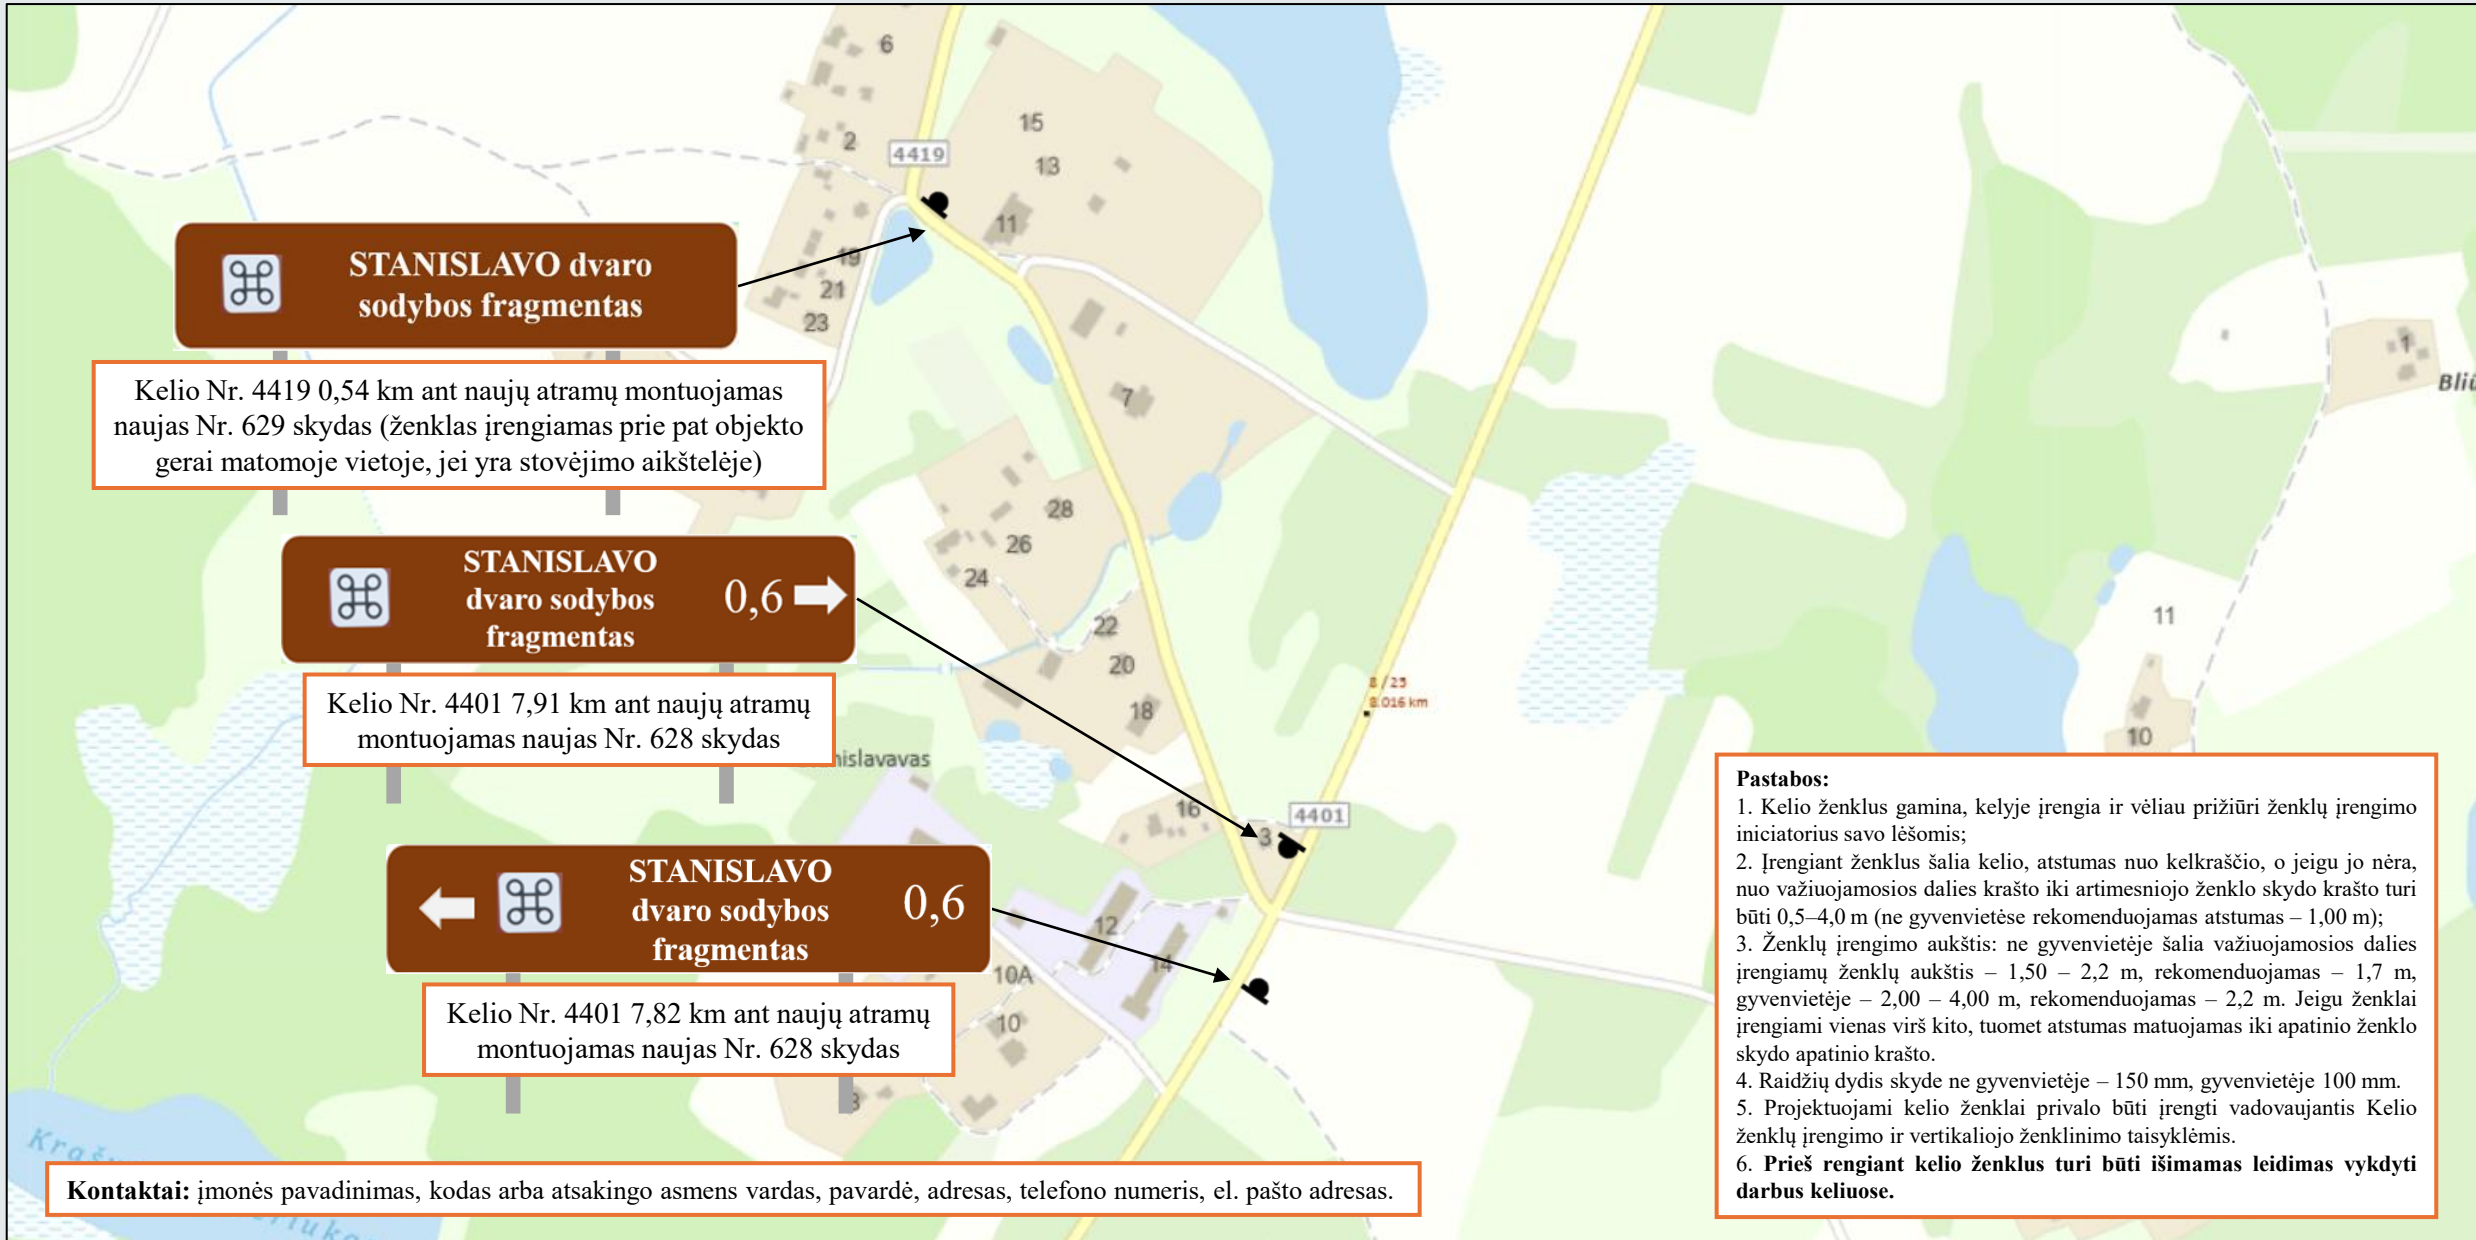 6
15
2
4419
13
11
STANISLAVO dvaro
sodybos fragmentas
19
21
23
1
Kelio Nr. 4419 0,54 km ant naujų atramų montuojamas
naujas Nr. 629 skydas (ženklas įrengiamas prie pat objekto
gerai matomoje vietoje, jei yra stovėjimo aikštelėje)
7
28
26
24
STANISLAVO
dvaro sodybos
fragmentas
0,6
22
20
18
11
10
8 /25
8.016 km
Kelio Nr. 4401 7,91 km ant naujų atramų
montuojamas naujas Nr. 628 skydas
nislavavas
16
3
4401
STANISLAVO
dvaro sodybos
fragmentas
0,6
12
14
10A
10
Kelio Nr. 4401 7,82 km ant naujų atramų
montuojamas naujas Nr. 628 skydas
Pastabos:
1. Kelio ženklus gamina, kelyje įrengia ir vėliau prižiūri ženklų įrengimo
iniciatorius savo lėšomis;
2. Įrengiant ženklus šalia kelio, atstumas nuo kelkraščio, o jeigu jo nėra,
nuo važiuojamosios dalies krašto iki artimesniojo ženklo skydo krašto turi
būti 0,5–4,0 m (ne gyvenvietėse rekomenduojamas atstumas – 1,00 m);
3. Ženklų įrengimo aukštis: ne gyvenvietėje šalia važiuojamosios dalies
įrengiamų ženklų aukštis – 1,50 – 2,2 m, rekomenduojamas – 1,7 m,
gyvenvietėje – 2,00 – 4,00 m, rekomenduojamas – 2,2 m. Jeigu ženklai
įrengiami vienas virš kito, tuomet atstumas matuojamas iki apatinio ženklo
skydo apatinio krašto.
4. Raidžių dydis skyde ne gyvenvietėje – 150 mm, gyvenvietėje 100 mm.
5. Projektuojami kelio ženklai privalo būti įrengti vadovaujantis Kelio
ženklų įrengimo ir vertikaliojo ženklinimo taisyklėmis.
6. Prieš rengiant kelio ženklus turi būti išimamas leidimas vykdyti
darbus keliuose.
Kontaktai: įmonės pavadinimas, kodas arba atsakingo asmens vardas, pavardė, adresas, telefono numeris, el. pašto adresas.